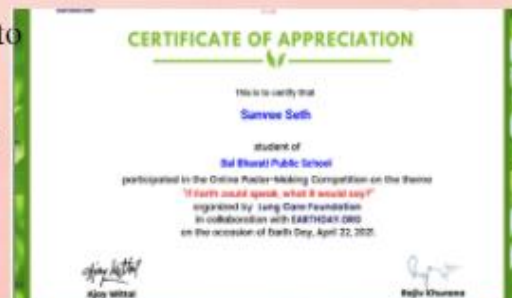 to
CERTIFICATE OF APPRECIATION
This is to certify that
Sanvee Seth
student of
Bal Bharati Public School
participated in the Online Poster-Making Competition on the theme
"If Earth could speak, what it would say?"
organized by Lung Care Foundation
in collaboration with EARTHDAY.ORG
on the occasion of Earth Day, April 22, 2021.
Ajay Mittal
Rajiv Khurana